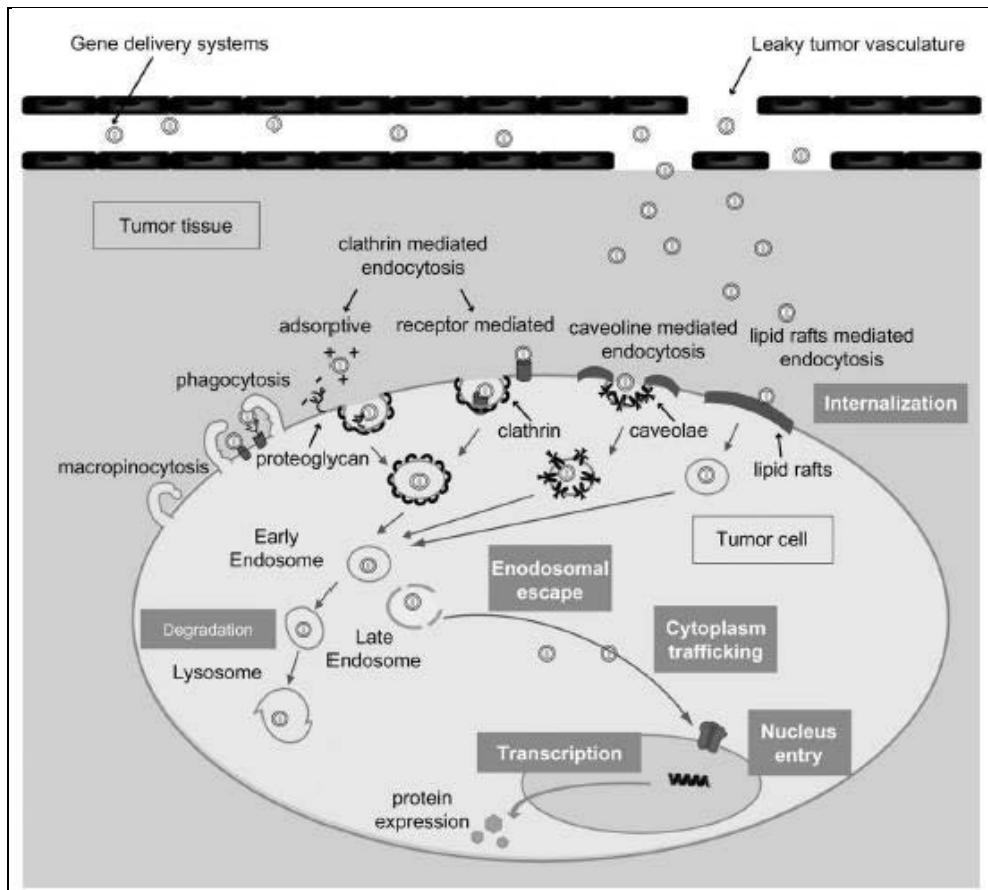 Gene delivery systems
Leaky tumor vasculature
Tumor tissue
clathrin mediated
endocytosis
adsorptive
receptor mediated
caveoline mediated
endocytosis
lipid rafts mediated
endocytosis
phagocytosis
Internalization
macropinocytosis
proteoglycan
clathrin
caveolae
lipid rafts
Early
Endosome
Tumor cell
Enodosomal
escape
Degradation
Late
Endosome
Cytoplasm
trafficking
Lysosome
Nucleus
entry
Transcription
protein
expression